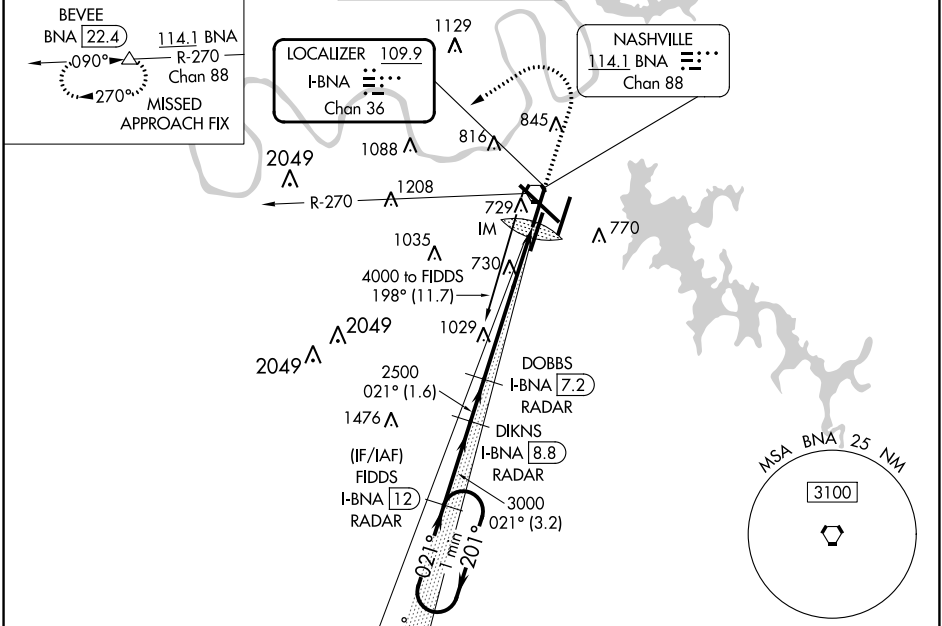 BEVEE
BNA 22.4
090°
270°
114.1 BNA
R-270
Chan 88
MISSED
APPROACH FIX
LOCALIZER 109.9
I-BNA
Chan 36
1129
NASHVILLE
114.1 BNA
Chan 88
845
816
1088
2049
1208
R-270
729
IM
770
1035
730
4000 to FIDDS
198° (11.7)
1029
2049
2049
DOBBS
I-BNA 7.2
RADAR
2500
021° (1.6)
1476
DIKNS
I-BNA 8.8
RADAR
(IF/IAF)
FIDDS
I-BNA 12
RADAR
3000
021° (3.2)
021°
1 min
201°
MSA BNA 25 NM
3100